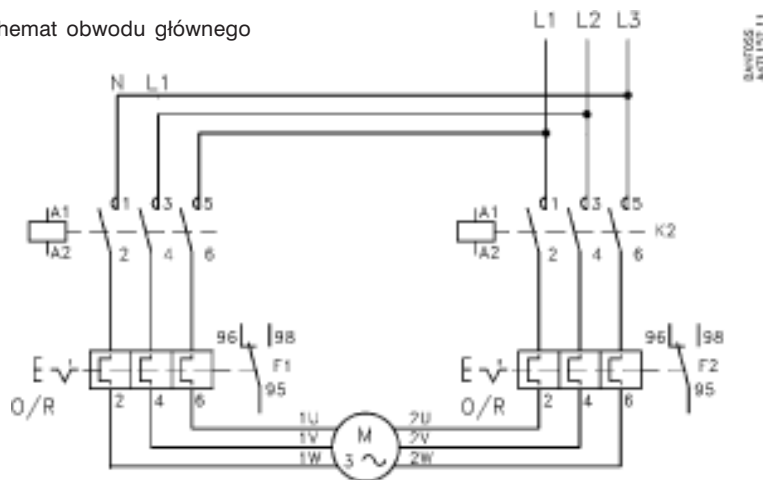 hemat obwodu głównego
L1 L2 L3
DANFOSS
N L1
1 3 5
1 3 5
A1
A2
2 4 6
A1
A2
2 4 6
K2
96 98
F1
95
96 98
F2
95
O/R
2 4 6
O/R
2 4 6
1U
1V
1W
M
3 ~
2U
2V
2W